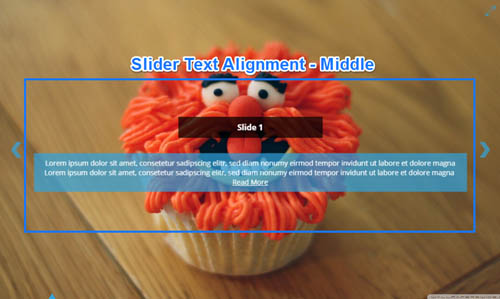 Slider Text Alignment - Middle
Slide 1
Lorem ipsum dolor sit amet, consetetur sadipscing elitr, sed diam nonumy eirmod tempor invidunt ut labore et dolore magna
Lorem ipsum dolor sit amet, consetetur sadipscing elitr, sed diam nonumy eirmod tempor invidunt ut labore et dolore magna
Read More